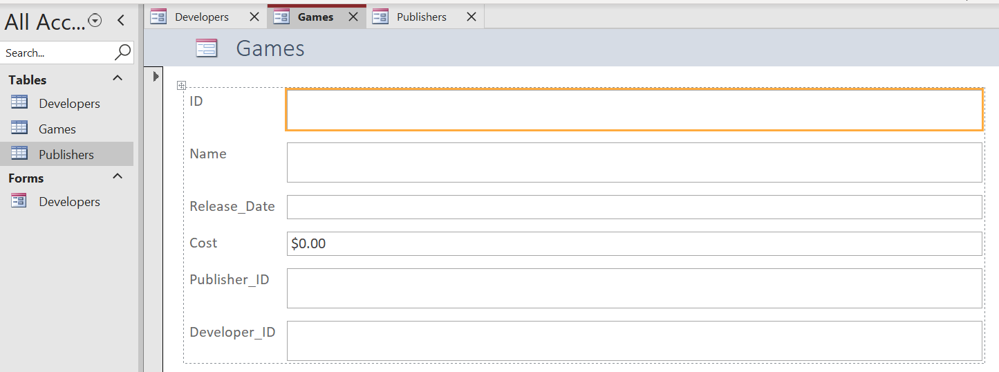 All Acc...
Search...
Tables
Developers
Games
Publishers
Forms
Developers
Developers Games Publishers
Games
ID
Name
Release_Date
Cost $0.00
Publisher_ID
Developer_ID